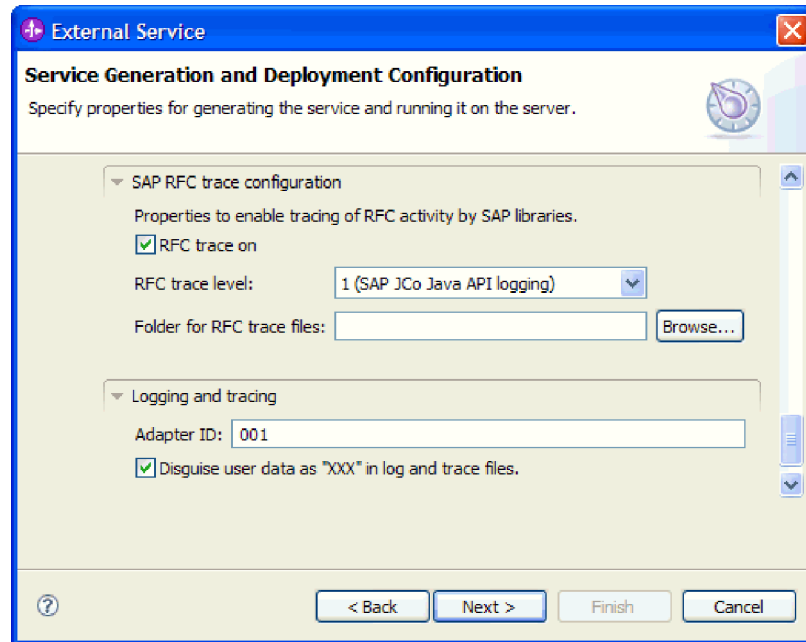 External Service
Service Generation and Deployment Configuration
Specify properties for generating the service and running it on the server.
SAP RFC trace configuration
Properties to enable tracing of RFC activity by SAP libraries.
RFC trace on
RFC trace level: 1 (SAP JCo Java API logging)
Folder for RFC trace files: Browse...
Logging and tracing
Adapter ID: 001
Disguise user data as "XXX" in log and trace files.
? < Back Next > Finish Cancel